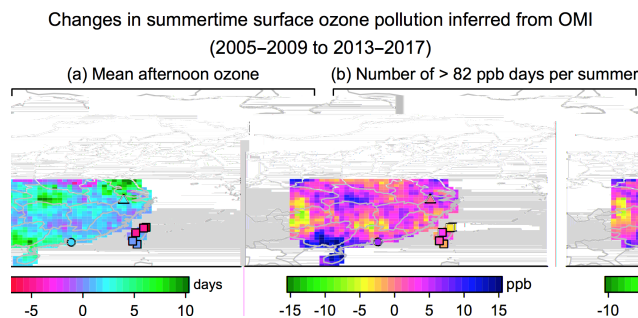 Changes in summertime surface ozone pollution inferred from OMI
(2005–2009 to 2013–2017)
(a) Mean afternoon ozone
(b) Number of > 82 ppb days per summer
days
-5 0 5 10
ppb
-15 -10 -5 0 5 10 15
-10